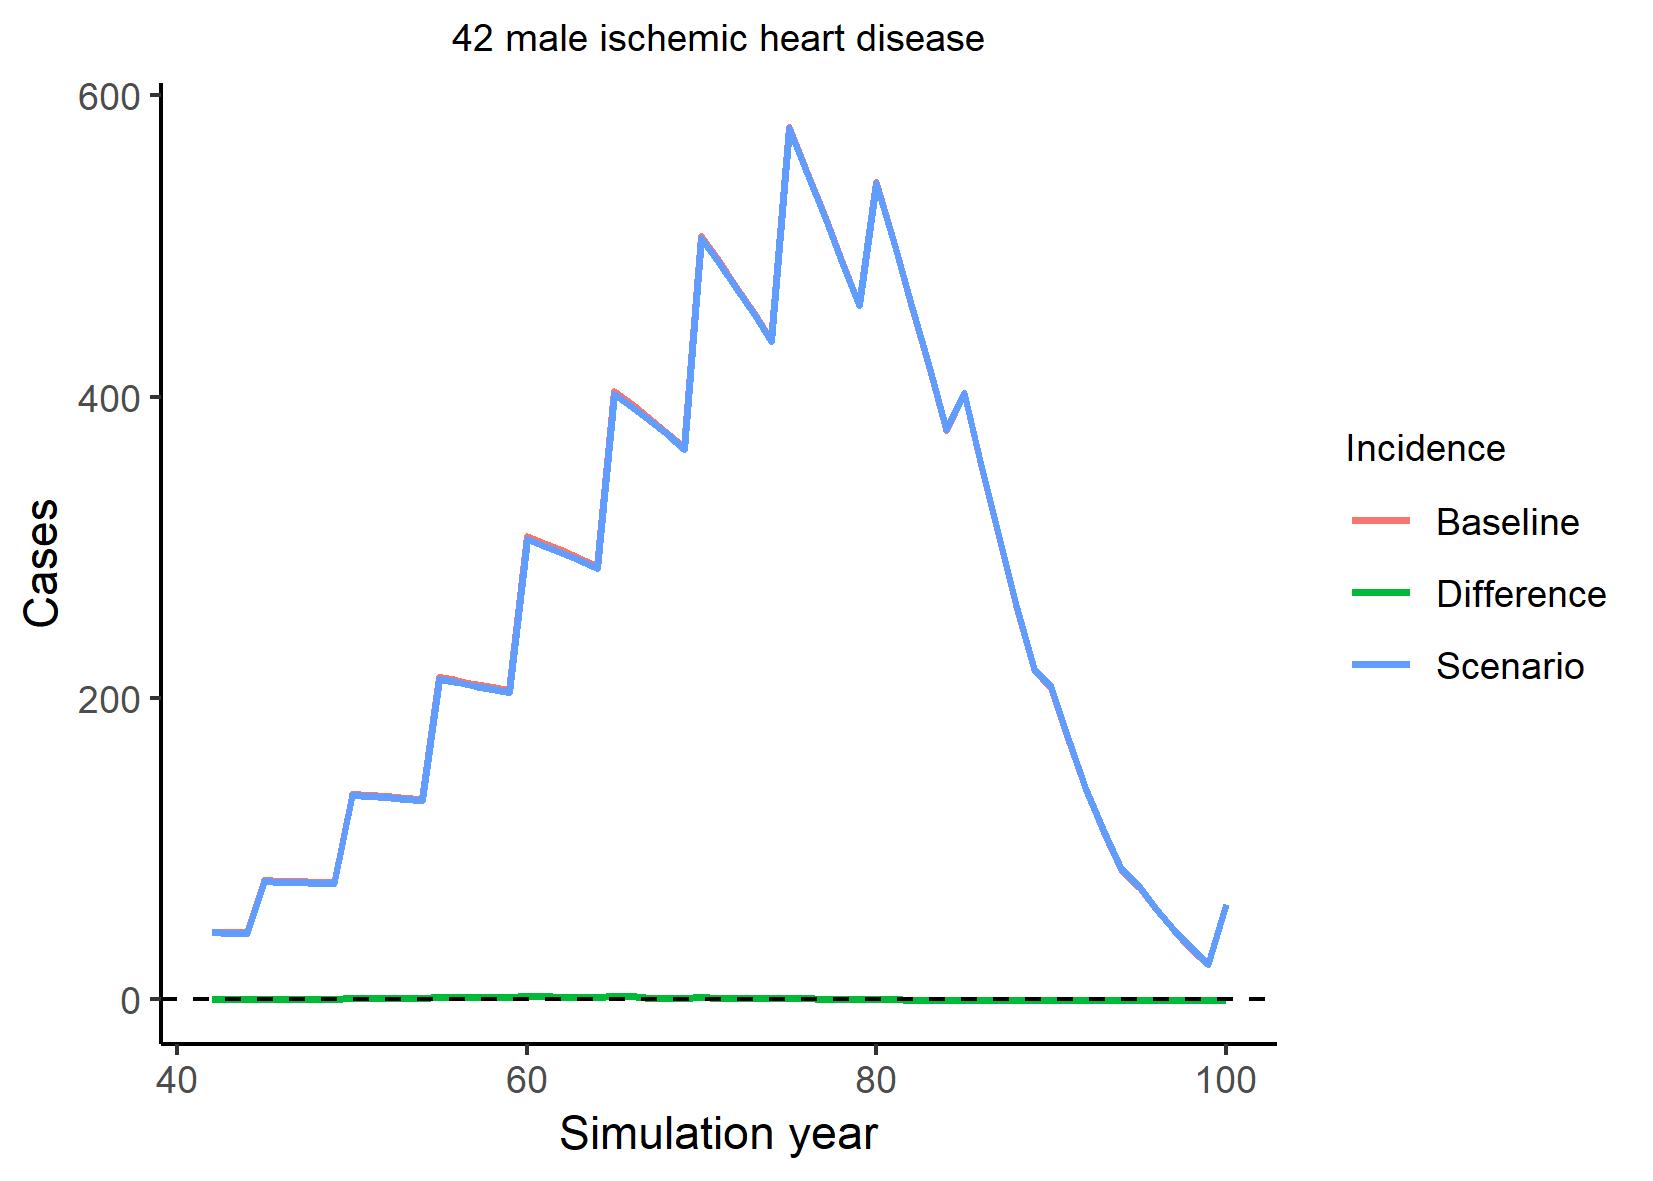 42 male ischemic heart disease
600
400
200
0
Cases
40 60 80 100
Simulation year
Incidence
Baseline
Difference
Scenario